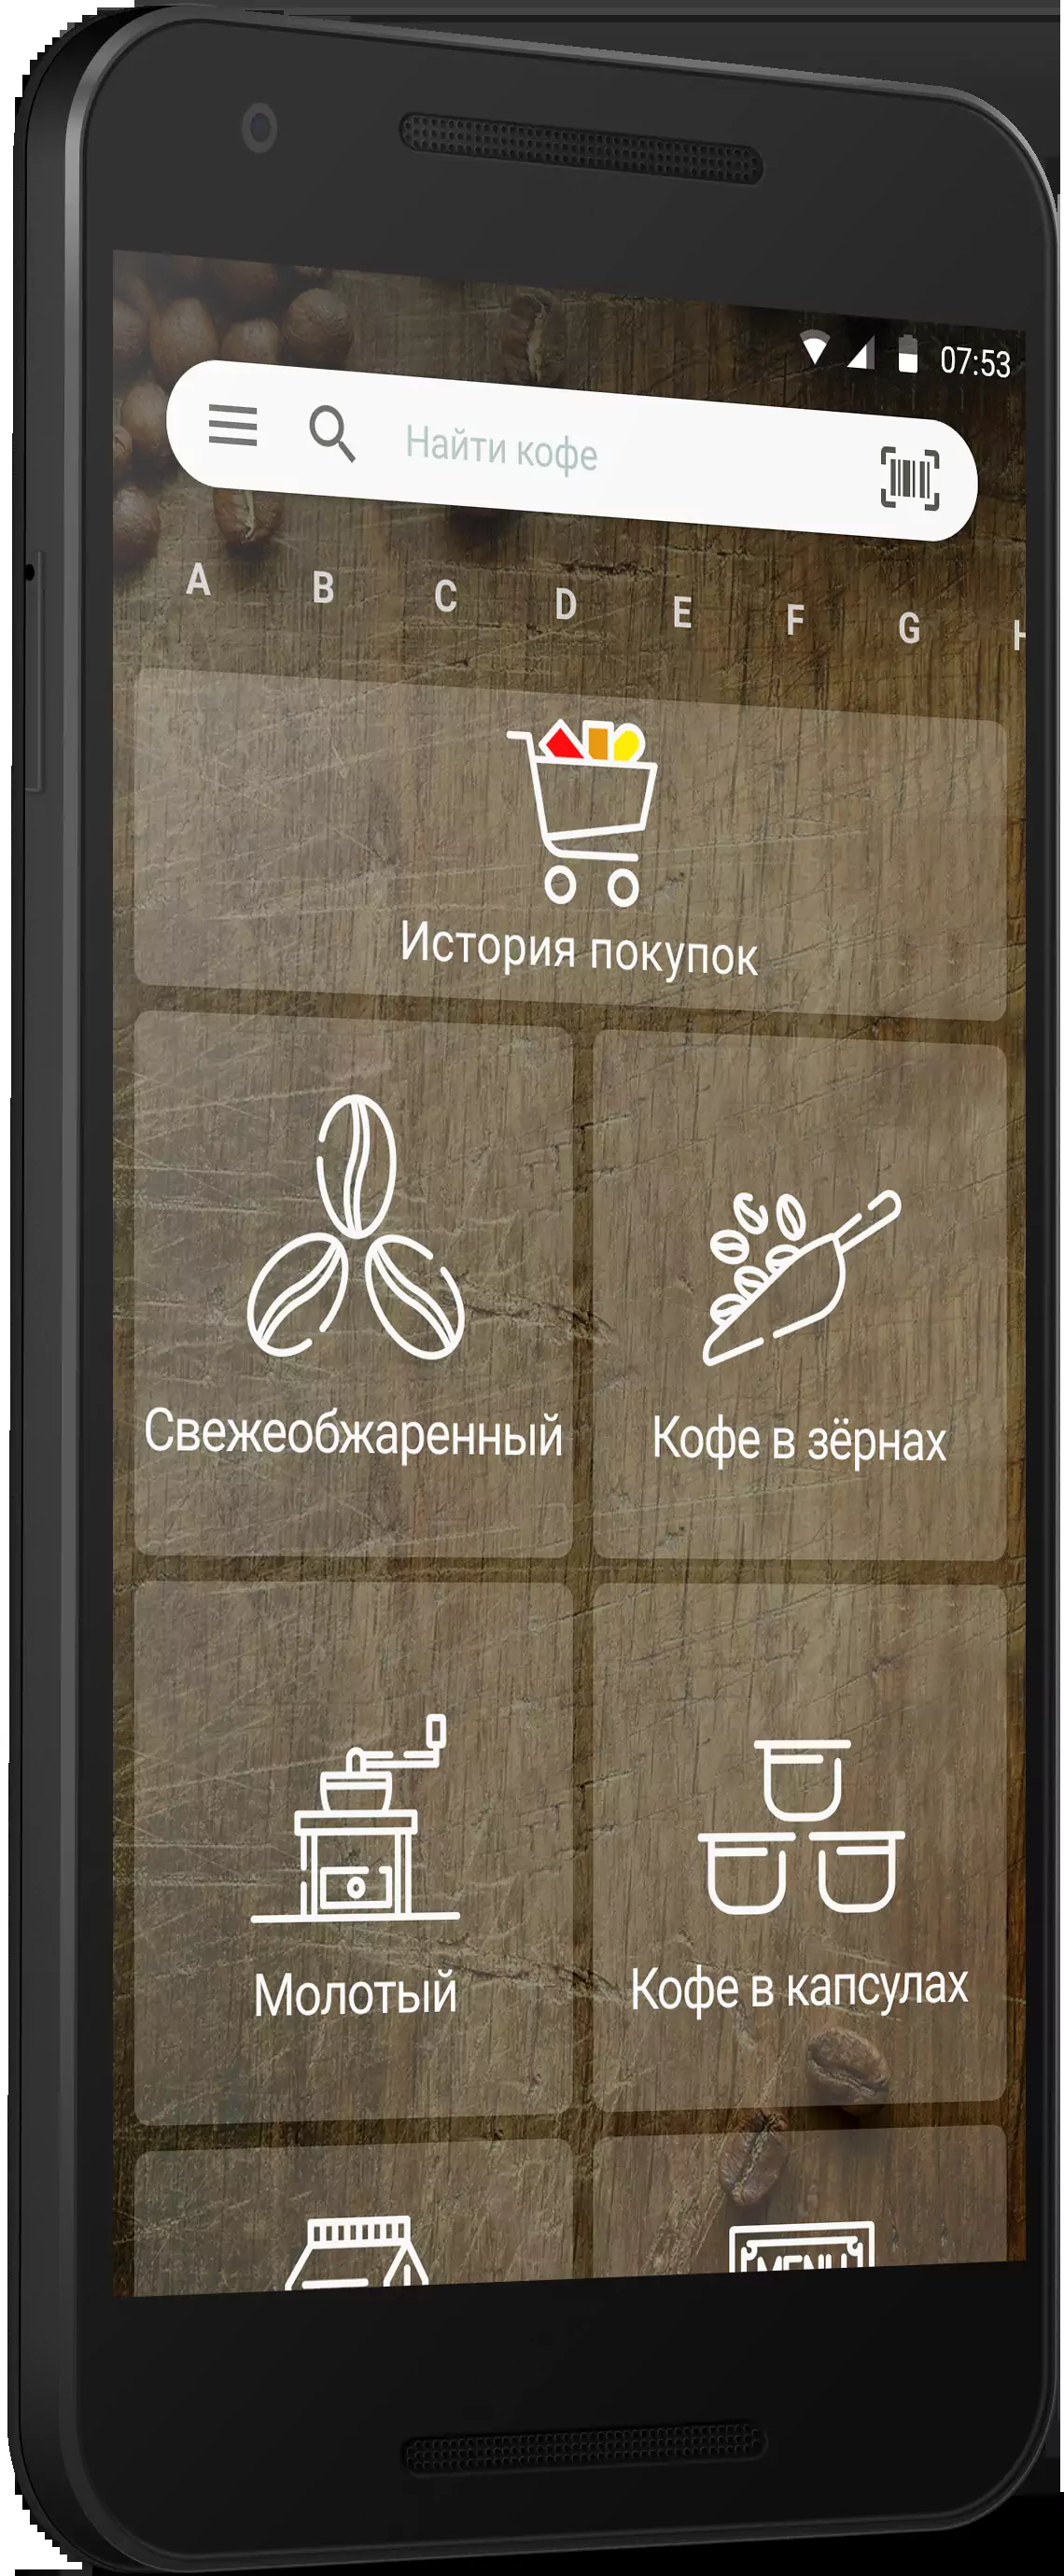 07:53
Найти кофе
A B C D E F G H
История покупок
Свежеобжаренный
Кофе в зёрнах
Молотый
Кофе в капсулах
MENU